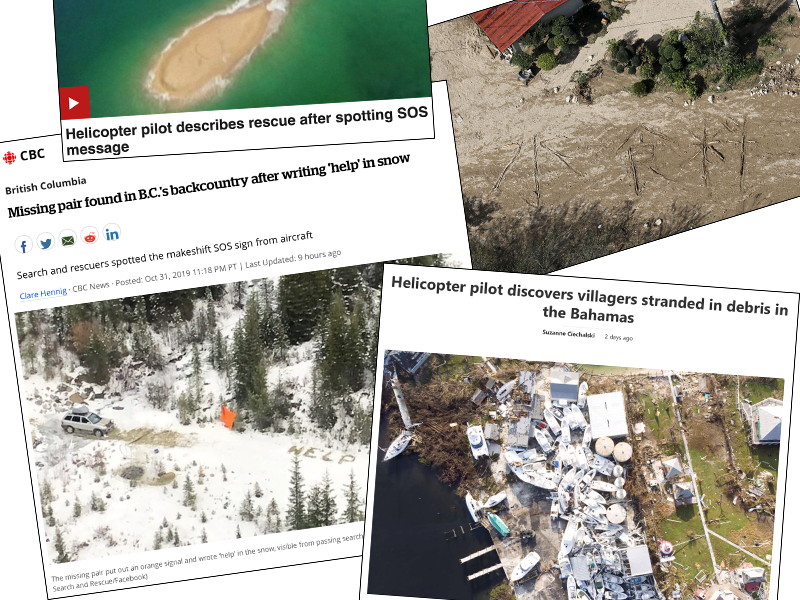 Helicopter pilot describes rescue after spotting SOS
message
CBC
British Columbia
Missing pair found in B.C.'s backcountry after writing 'help' in snow
Search and rescuers spotted the makeshift SOS sign from aircraft
Clare Hennig · CBC News · Posted: Oct 31, 2019 11:18 PM PT | Last Updated: 9 hours ago
HELP
The missing pair put out an orange signal and wrote 'help' in the snow, visible from passing search
Search and Rescue/Facebook)
Helicopter pilot discovers villagers stranded in debris in
the Bahamas
Suzanne Ciechalski 2 days ago